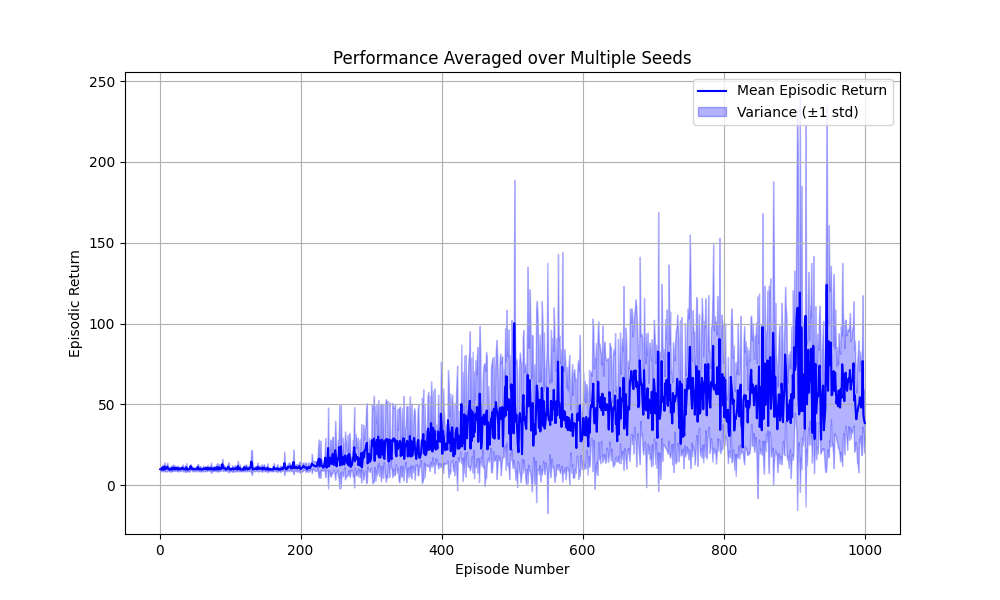 Performance Averaged over Multiple Seeds
Mean Episodic Return
Variance (±1 std)
250
200
150
100
50
0
Episodic Return
0 200 400 600 800 1000
Episode Number